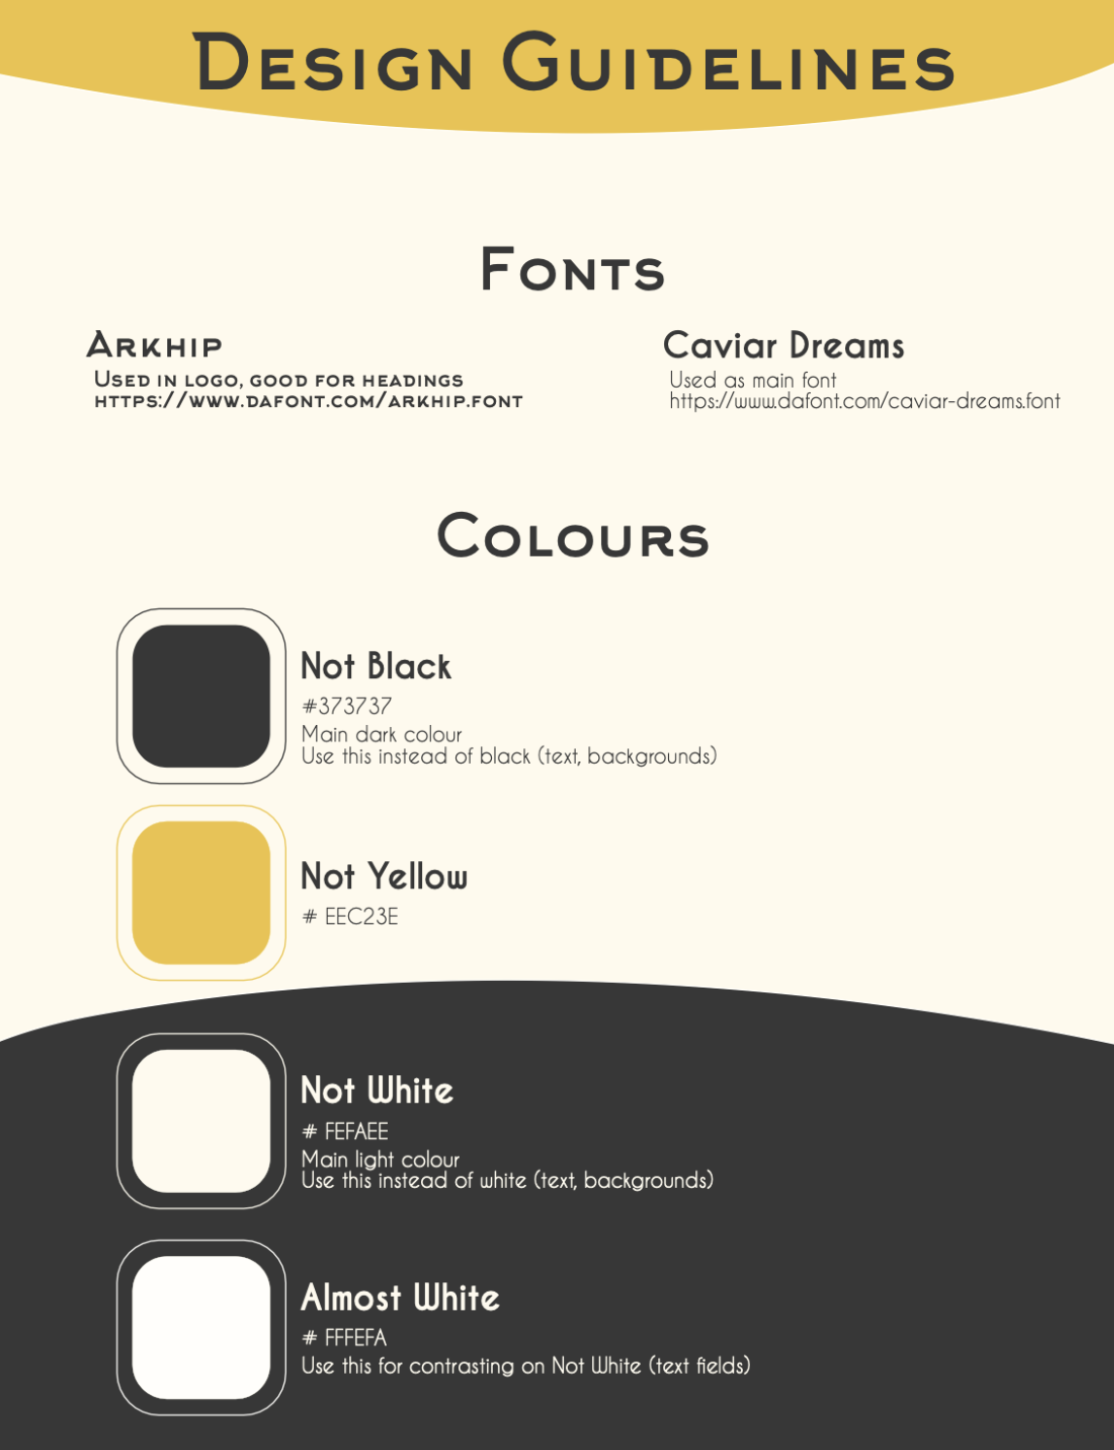 Design Guidelines
Fonts
Arkhip
Used in logo, good for headings
https://www.dafont.com/arkhip.font
Caviar Dreams
Used as main font
https://www.dafont.com/caviar-dreams.font
Colours
Not Black
#373737
Main dark colour
Use this instead of black (text, backgrounds)
Not Yellow
# EEC23E
Not White
# FEFAEE
Main light colour
Use this instead of white (text, backgrounds)
Almost White
# FFFEFA
Use this for contrasting on Not White (text fields)